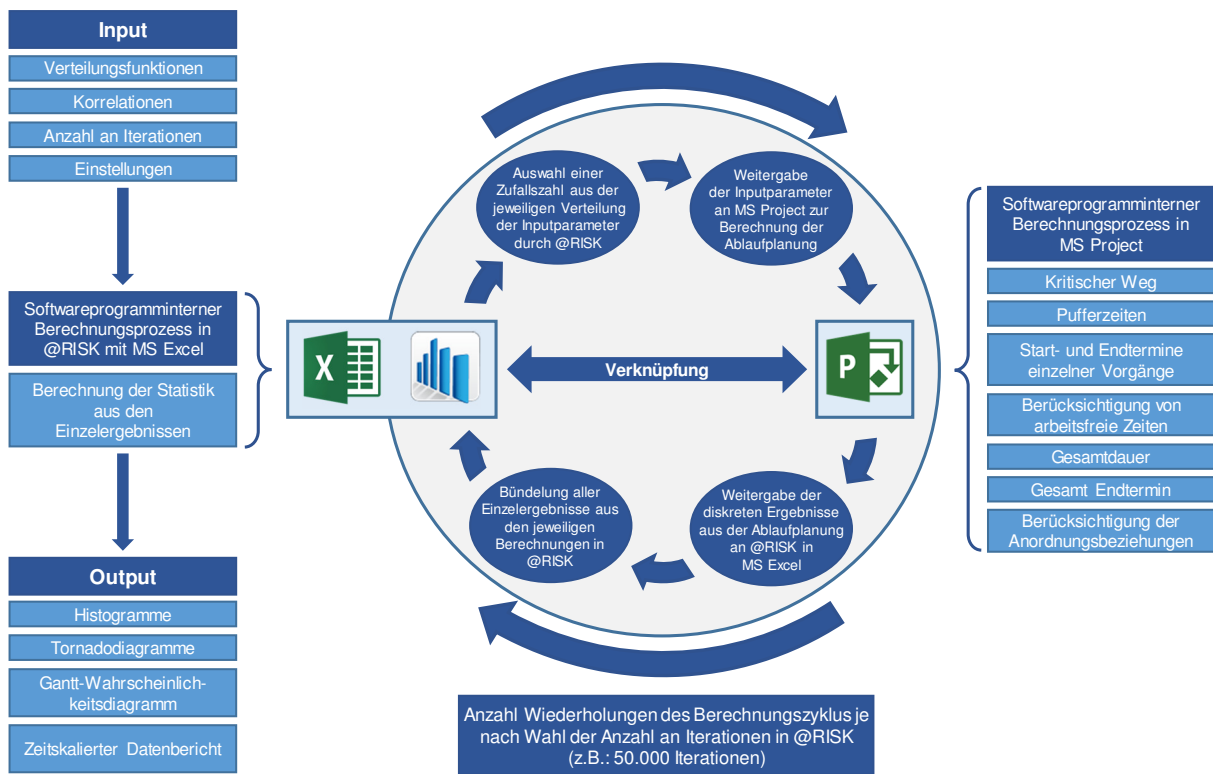 Input
Verteilungsfunktionen
Korrelationen
Anzahl an Iterationen
Einstellungen
Softwareprogramminterner
Berechnungsprozess in
@RISK mit MS Excel
Berechnung der Statistik
aus den
Einzelergebnissen
Output
Histogramme
Tornadodiagramme
Gantt-Wahrscheinlich-
keitsdiagramm
Zeitskalierter Datenbericht
Auswahl einer
Zufallszahl aus der
jeweiligen Verteilung
der Inputparameter
durch @RISK
Weitergabe
der Inputparameter
an MS Project zur
Berechnung der
Ablaufplanung
X
Verknüpfung
P
Bündelung aller
Einzelergebnisse aus
den jeweiligen
Berechnungen in
@RISK
Weitergabe der
diskreten Ergebnisse
aus der Ablaufplanung
an @RISK in
MS Excel
Anzahl Wiederholungen des Berechnungszyklus je
nach Wahl der Anzahl an Iterationen in @RISK
(z.B.: 50.000 Iterationen)
Softwareprogramminterner
Berechnungsprozess in
MS Project
Kritischer Weg
Pufferzeiten
Start- und Endtermine
einzelner Vorgänge
Berücksichtigung von
arbeitsfreie Zeiten
Gesamtdauer
Gesamt Endtermin
Berücksichtigung der
Anordnungsbeziehungen